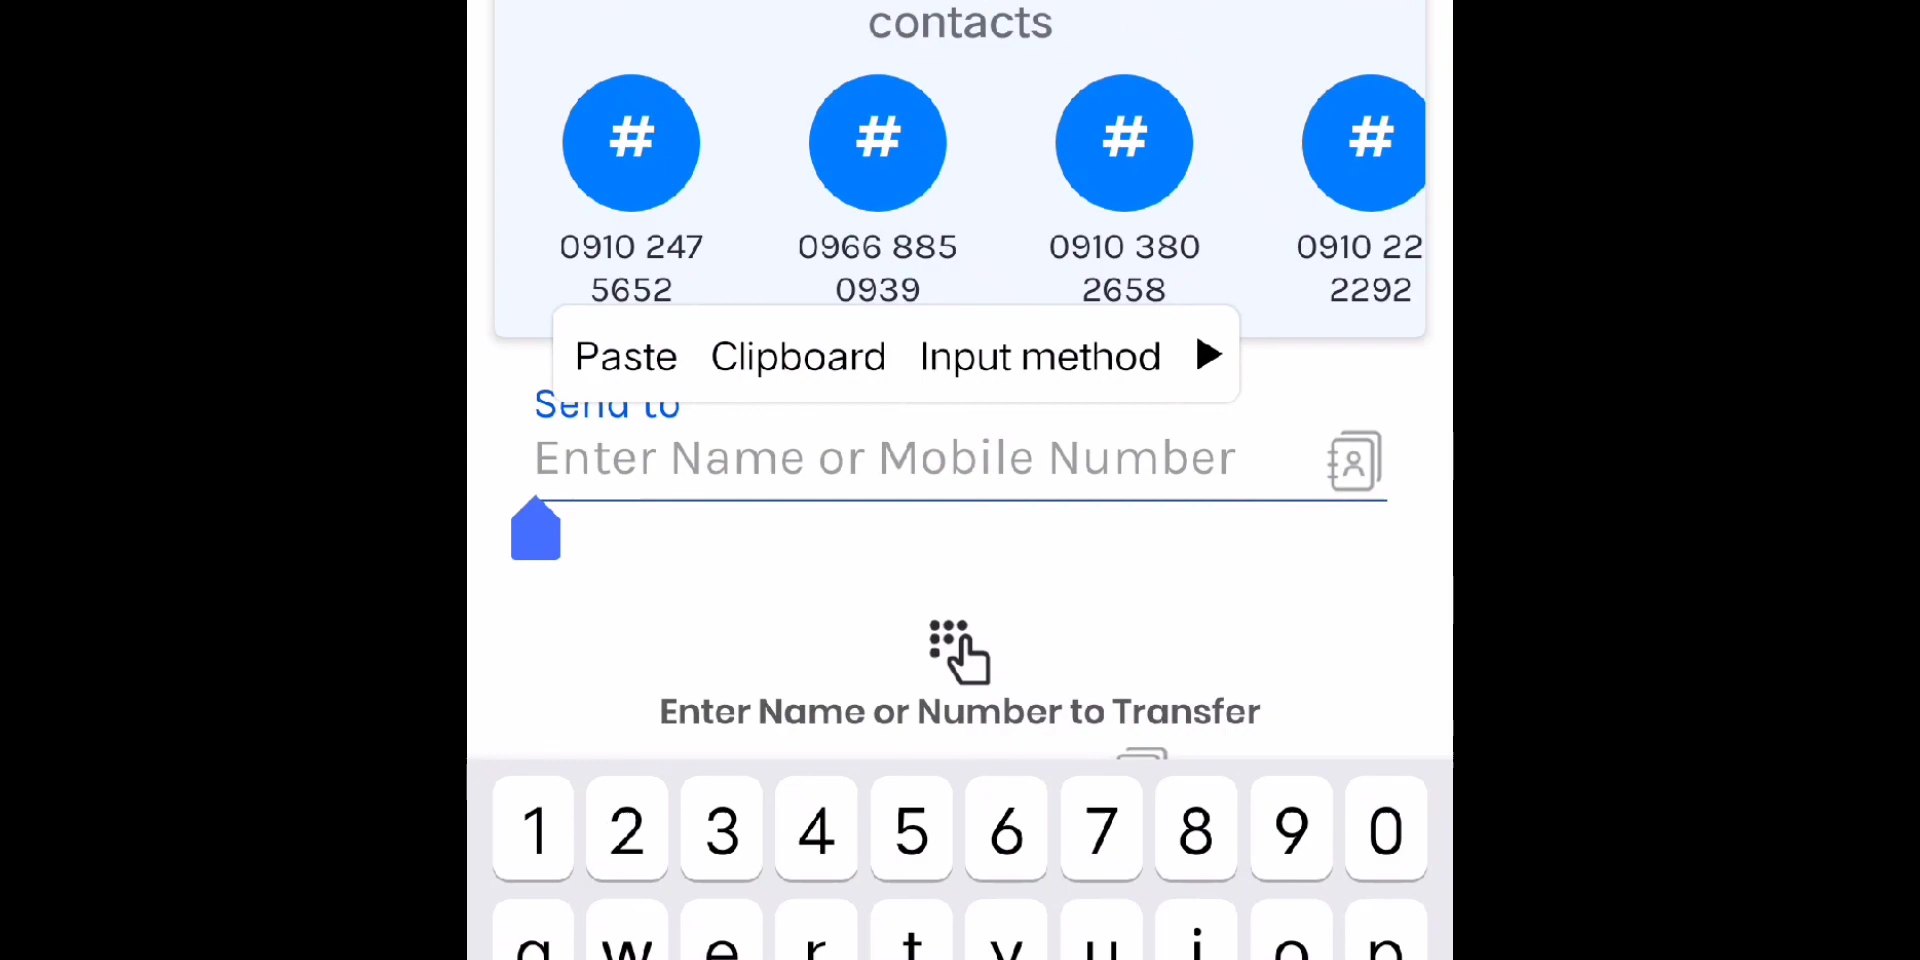 contacts
# # # #
0910 247 0966 885 0910 380 0910 22
5652 0939 2658 2292
Paste Clipboard Input method
Send to
Enter Name or Mobile Number
Enter Name or Number to Transfer
1 2 3 4 5 6 7 8 9 0
q w e r t y u i o p